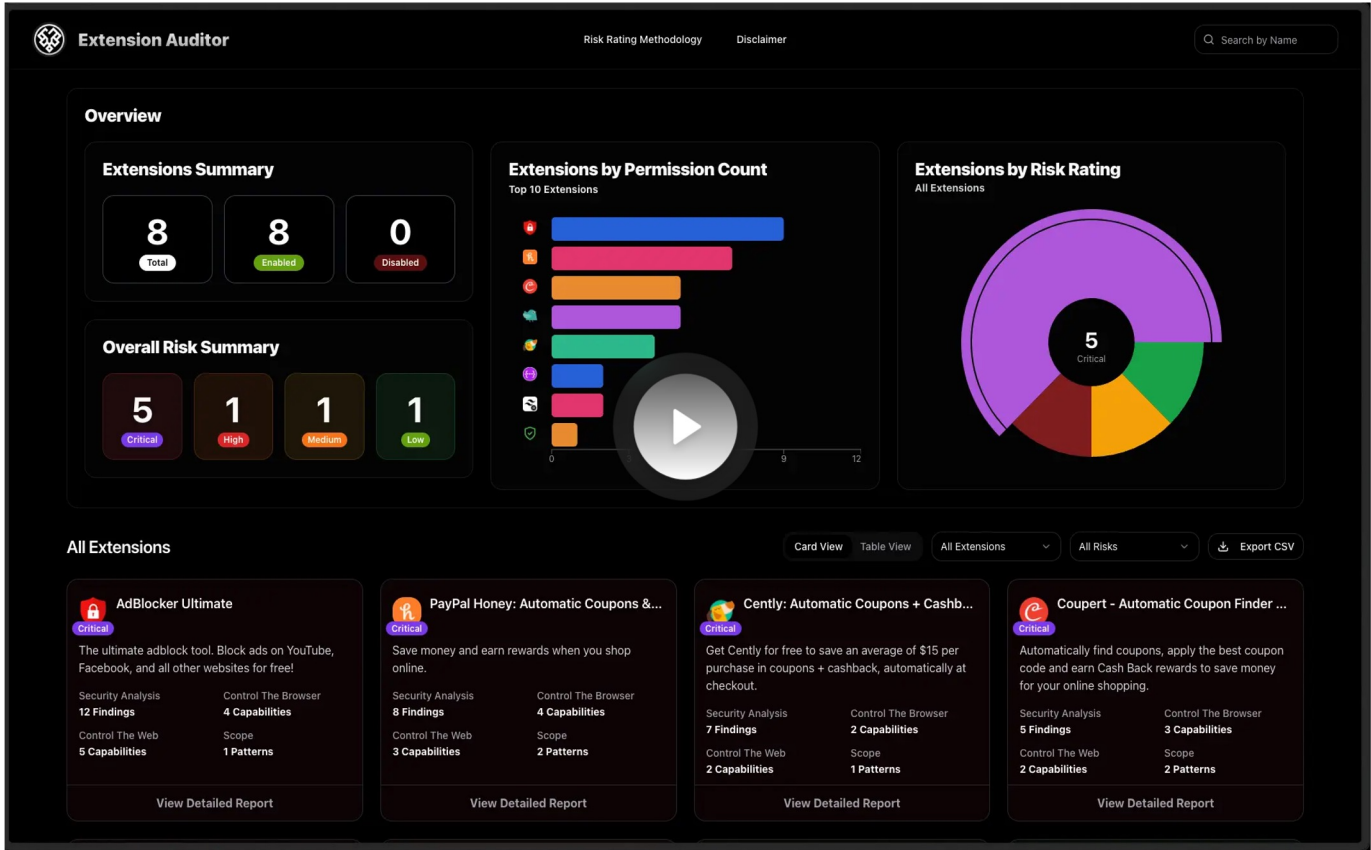 Extension Auditor
Risk Rating Methodology
Disclaimer
Search by Name
Overview
Extensions Summary
8
Total
8
Enabled
0
Disabled
Overall Risk Summary
5
Critical
1
High
1
Medium
1
Low
Extensions by Permission Count
Top 10 Extensions
0
9
12
Extensions by Risk Rating
All Extensions
5
Critical
All Extensions
Card View
Table View
All Extensions
All Risks
Export CSV
AdBlocker Ultimate
Critical
The ultimate adblock tool. Block ads on YouTube,
Facebook, and all other websites for free!
Security Analysis
12 Findings
Control The Browser
4 Capabilities
Control The Web
5 Capabilities
Scope
1 Patterns
View Detailed Report
PayPal Honey: Automatic Coupons &...
Critical
Save money and earn rewards when you shop
online.
Security Analysis
8 Findings
Control The Browser
4 Capabilities
Control The Web
3 Capabilities
Scope
2 Patterns
View Detailed Report
Cently: Automatic Coupons + Cashb...
Critical
Get Cently for free to save an average of $15 per
purchase in coupons + cashback, automatically at
checkout.
Security Analysis
7 Findings
Control The Browser
2 Capabilities
Control The Web
2 Capabilities
Scope
1 Patterns
View Detailed Report
Coupert - Automatic Coupon Finder ...
Critical
Automatically find coupons, apply the best coupon
code and earn Cash Back rewards to save money
for your online shopping.
Security Analysis
5 Findings
Control The Browser
3 Capabilities
Control The Web
2 Capabilities
Scope
2 Patterns
View Detailed Report